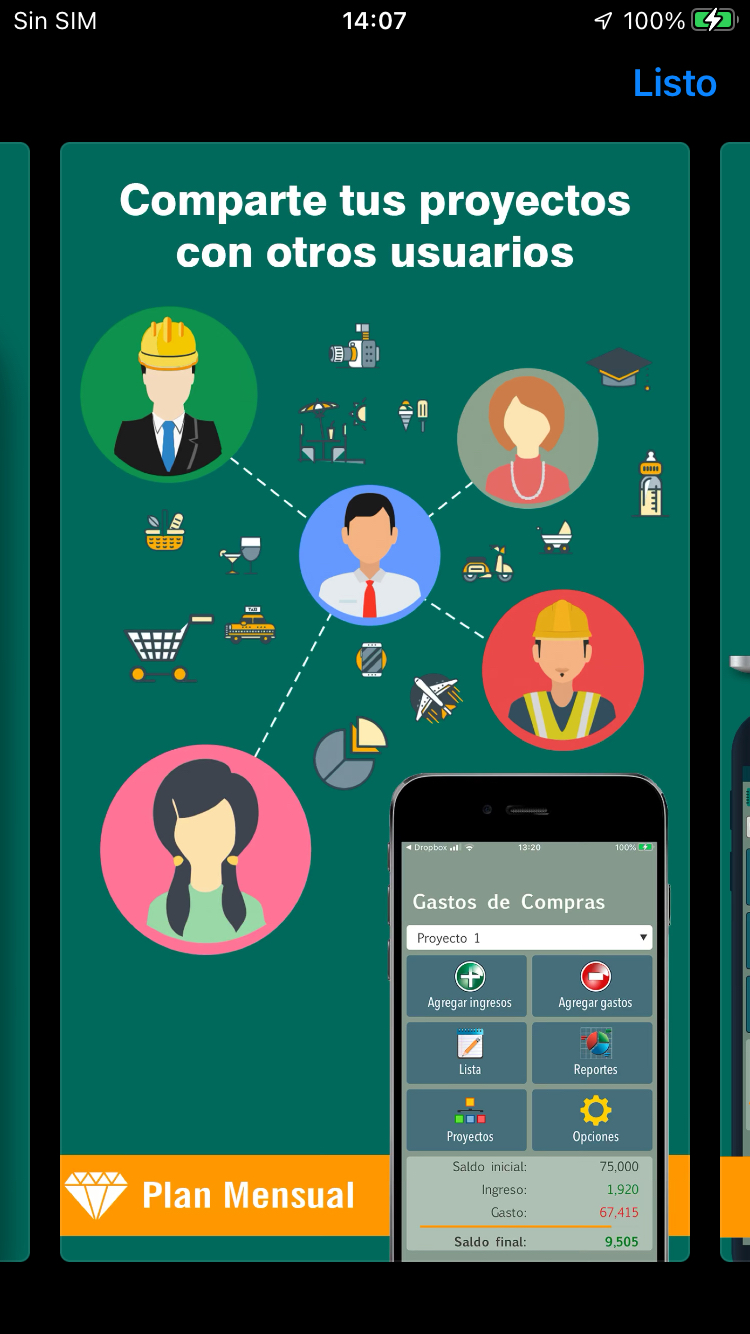 Sin SIM 14:07 100%
Listo
Comparte tus proyectos
con otros usuarios
TAXI
Dropbox 13:20 100%
Gastos de Compras
Proyecto 1
Agregar ingresos Agregar gastos
Lista Reportes
Proyectos Opciones
Saldo inicial: 75,000
Ingreso: 1,920
Gasto: 67,415
Saldo final: 9,505
Plan Mensual